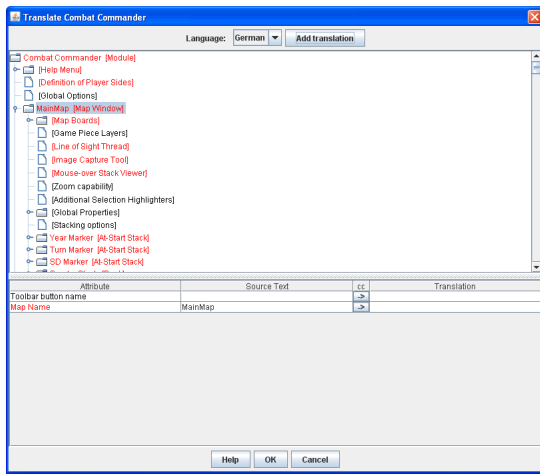 Translate Combat Commander
Language: German Add translation
Combat Commander [Module]
[Help Menu]
[Definition of Player Sides]
[Global Options]
MainMap [Map Window]
[Map Boards]
[Game Piece Layers]
[Line of Sight Thread]
[Image Capture Tool]
[Mouse-over Stack Viewer]
[Zoom capability]
[Additional Selection Highlighters]
[Global Properties]
[Stacking options]
Year Marker [At-Start Stack]
Turn Marker [At-Start Stack]
SD Marker [At-Start Stack]
Attribute Source Text cc Translation
Toolbar button name ->
Map Name MainMap ->
Help OK Cancel